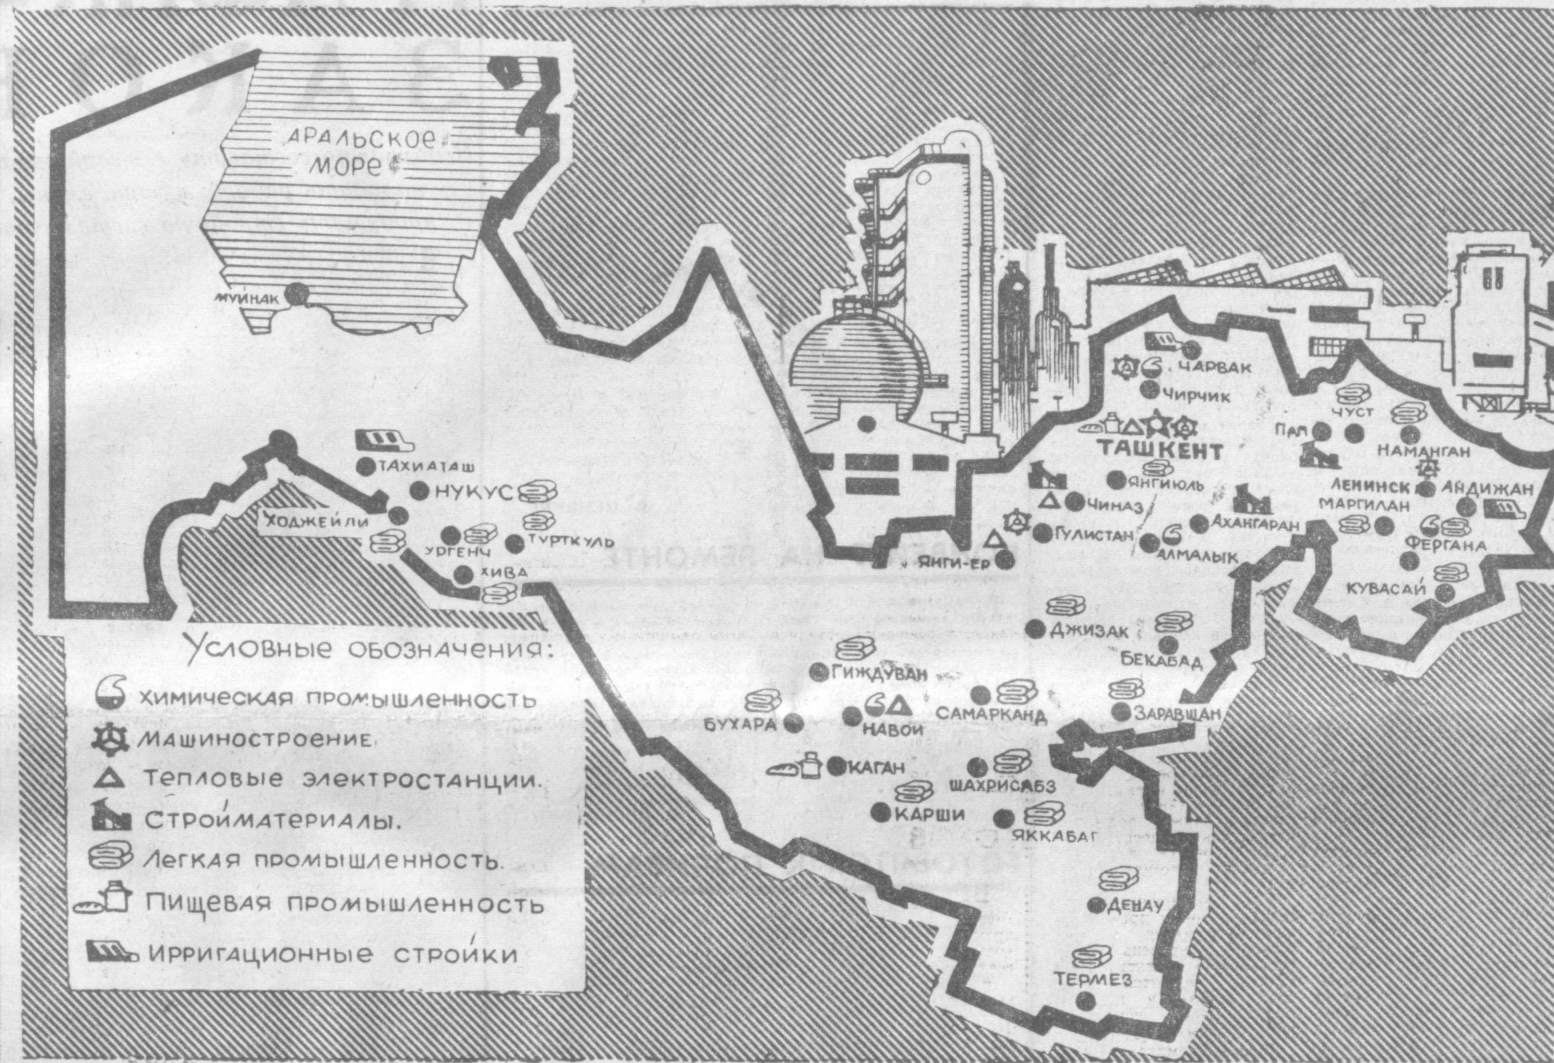 АРАЛЬСКОЕ
МОРЕ
МУЙНАК
ТАХИАТАШ
НУКУС
ХОДЖЕЙЛИ
УРГЕНЧ
ТУРТКУЛЬ
ХИВА
ЧАРВАК
ЧИРЧИК
ТАШКЕНТ
ЯНГИЮЛЬ
ЧИНАЗ
АХАНГАРАН
ГУЛИСТАН
АЛМАЛЫК
ЯНГИ-ЕР
ЧУСТ
ПАП
НАМАНГАН
ЛЕНИНСК
АНДИЖАН
МАРГИЛАН
ФЕРГАНА
КУВАСАЙ
ДЖИЗАК
БЕКАБАД
ГИЖДУВАН
БУХАРА
НАВОИ
САМАРКАНД
ЗАРАВШАН
КАГАН
ШАХРИСАБЗ
КАРШИ
ЯККАБАГ
ДЕНАУ
ТЕРМЕЗ
Условные обозначения:
Химическая промышленность
Машиностроение.
Тепловые электростанции.
Стройматериалы.
Легкая промышленность.
Пищевая промышленность
Ирригационные стройки